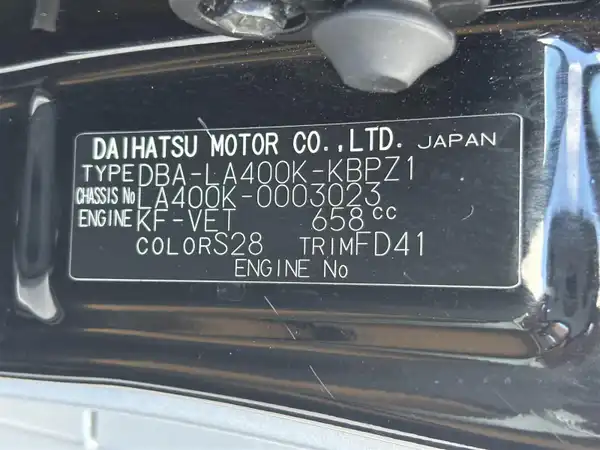 DAIHATSU MOTOR CO.,LTD. JAPAN
TYPE DBA-LA400K-KBPZ1
CHASSIS No LA400K-0003023
ENGINE KF-VET 658cc
COLOR S28 TRIM FD41
ENGINE No